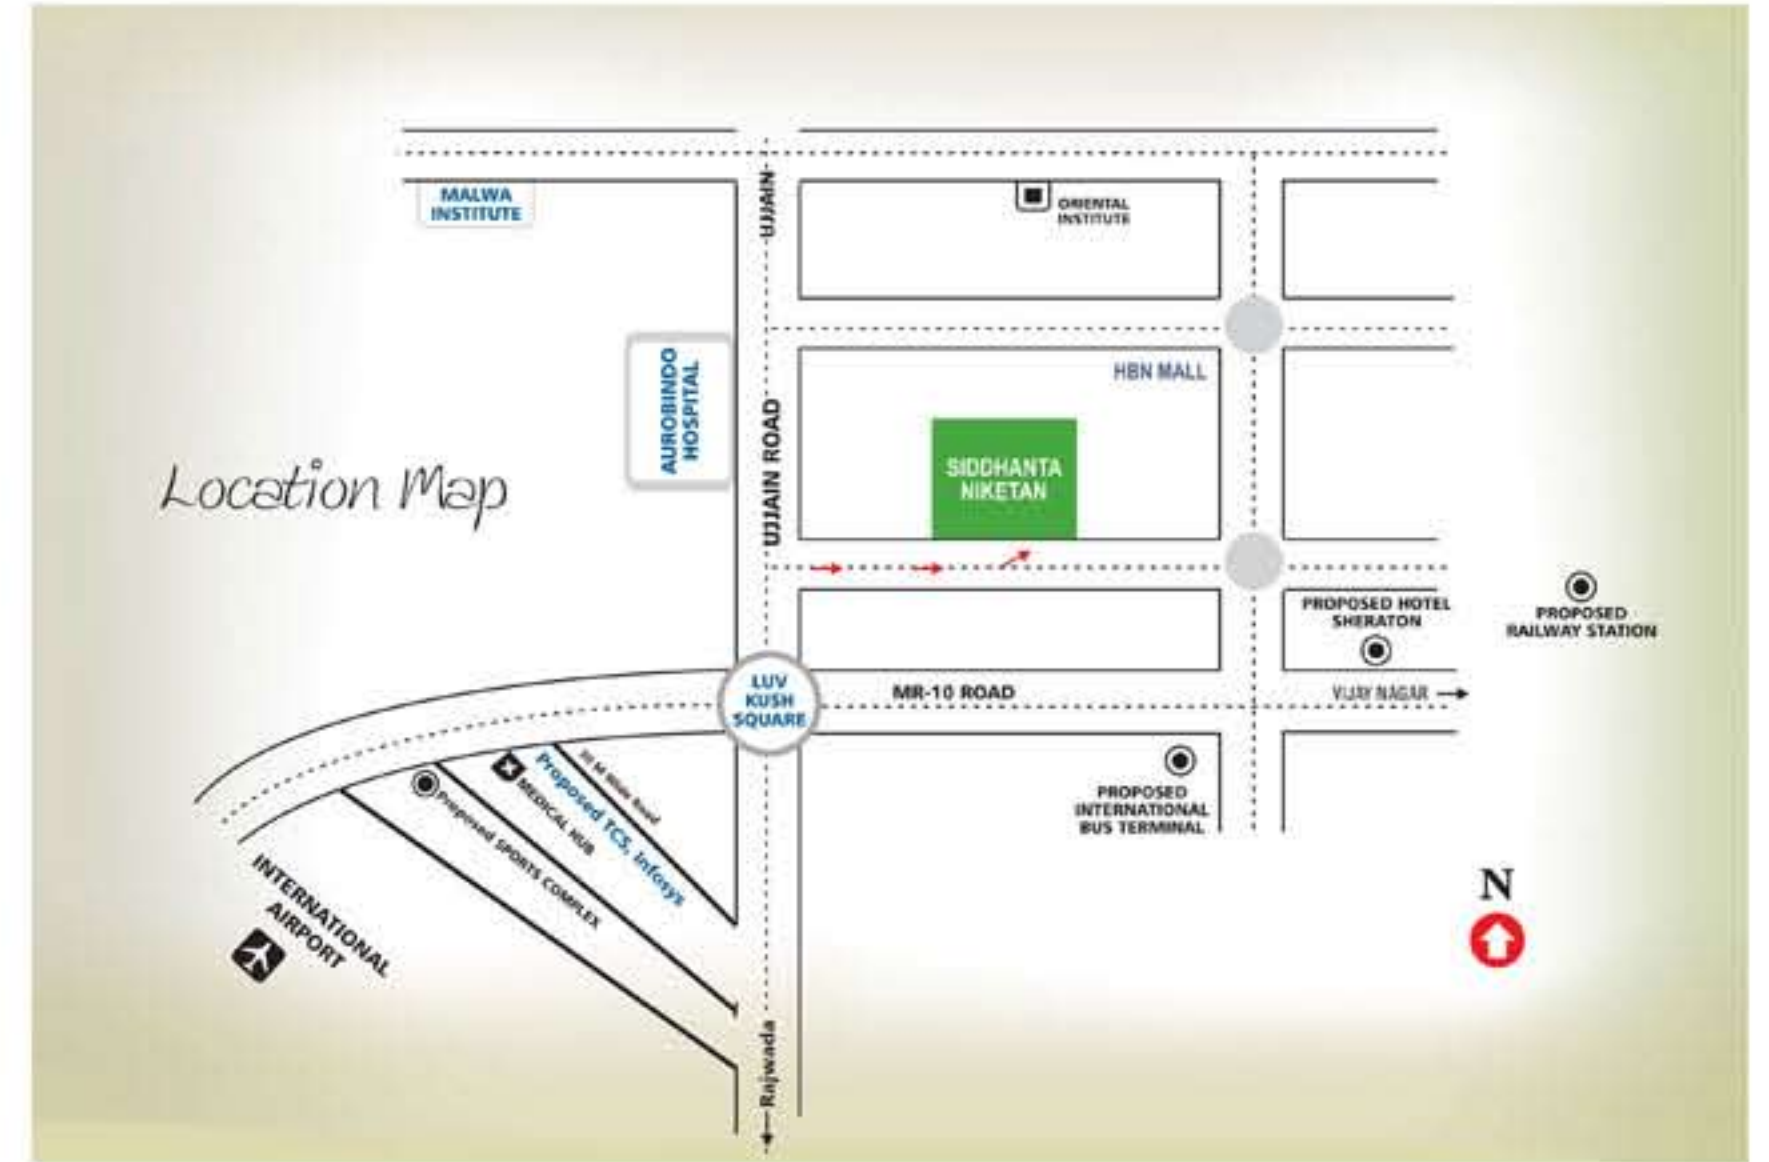 MALWA
INSTITUTE
UJJAIN
ORIENTAL
INSTITUTE
HBN MALL
AUROBINDO
HOSPITAL
UJJAIN ROAD
SIDDHANTA
NIKETAN
Location Map
PROPOSED HOTEL
SHERATON
PROPOSED
RAILWAY STATION
LUV
KUSH
SQUARE
MR-10 ROAD
VIJAY NAGAR
PROPOSED
INTERNATIONAL
BUS TERMINAL
M Wide Road
Proposed TCS, infosys
MEDICAL HUB
Proposed SPORTS COMPLEX
INTERNATIONAL
AIRPORT
N
Rajwada